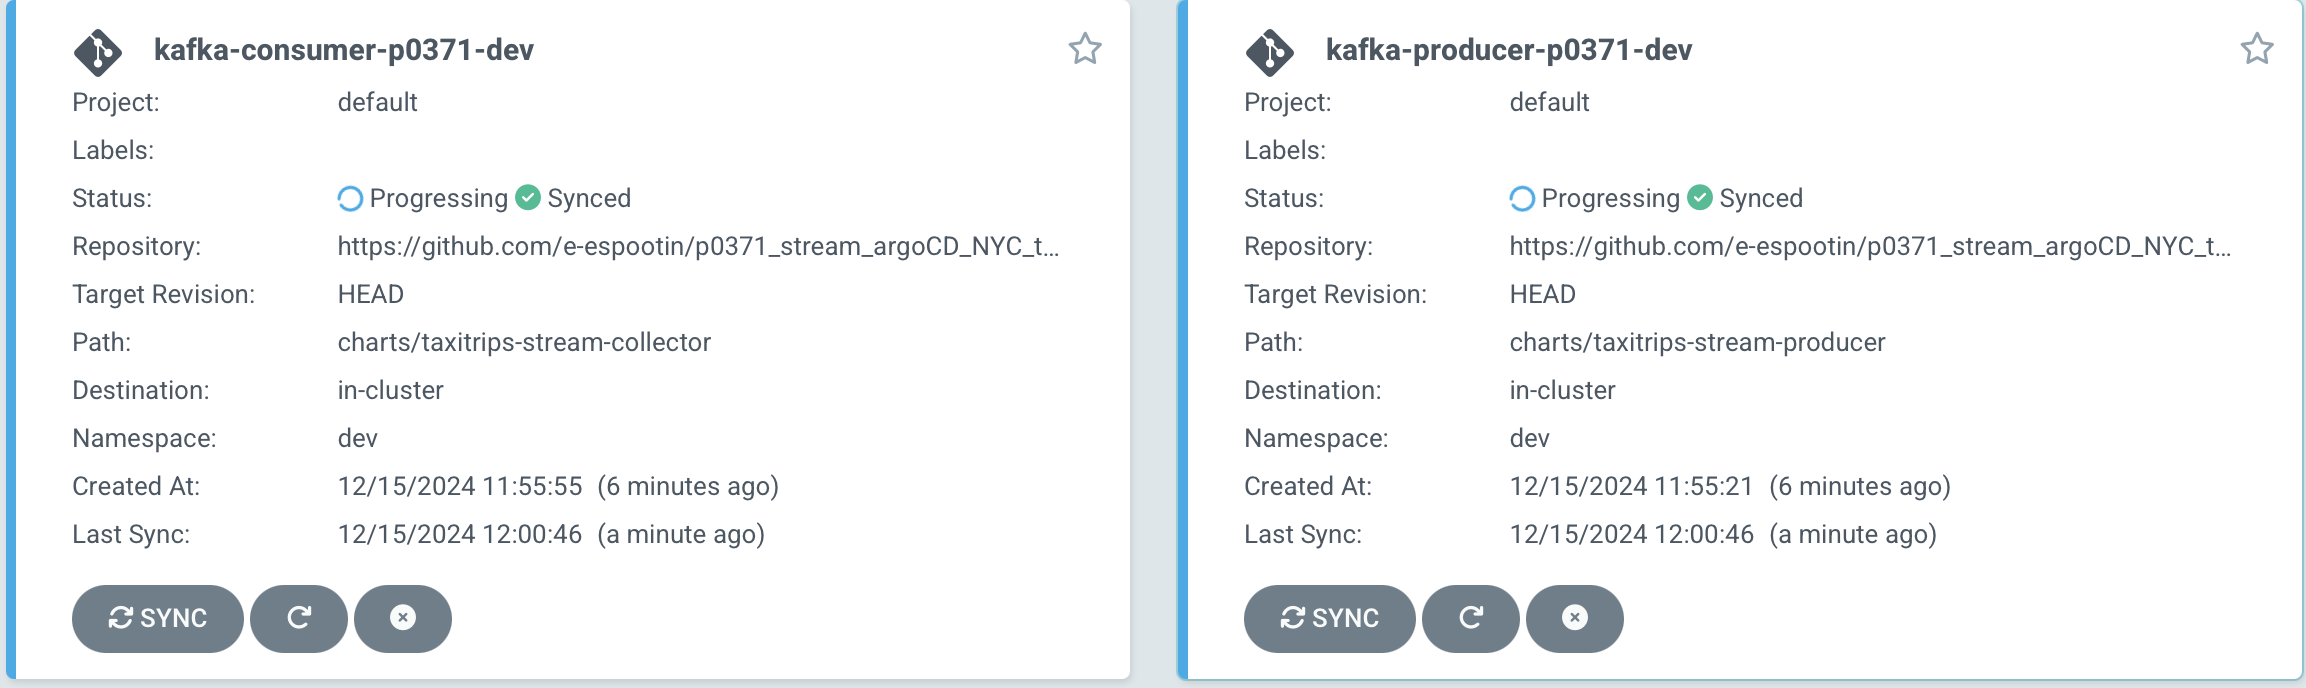 kafka-consumer-p0371-dev
Project: default
Labels:
Status: Progressing Synced
Repository: https://github.com/e-espootin/p0371_stream_argoCD_NYC_t...
Target Revision: HEAD
Path: charts/taxitrips-stream-collector
Destination: in-cluster
Namespace: dev
Created At: 12/15/2024 11:55:55 (6 minutes ago)
Last Sync: 12/15/2024 12:00:46 (a minute ago)
SYNC
kafka-producer-p0371-dev
Project: default
Labels:
Status: Progressing Synced
Repository: https://github.com/e-espootin/p0371_stream_argoCD_NYC_t...
Target Revision: HEAD
Path: charts/taxitrips-stream-producer
Destination: in-cluster
Namespace: dev
Created At: 12/15/2024 11:55:21 (6 minutes ago)
Last Sync: 12/15/2024 12:00:46 (a minute ago)
SYNC